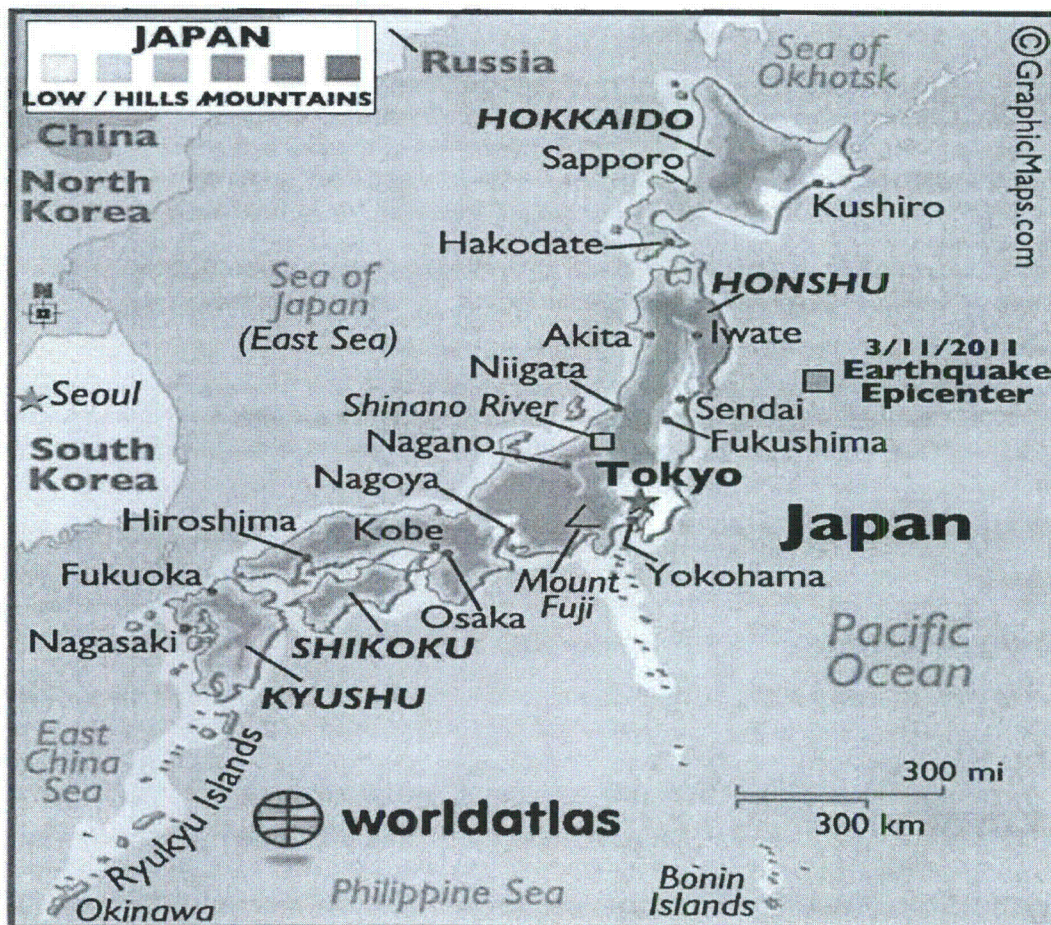 JAPAN
LOW / HILLS /MOUNTAINS
Russia
Sea of
Okhotsk
©GraphicMaps.com
China
North
Korea
HOKKAIDO
Sapporo
Kushiro
Hakodate
N
Sea of
Japan
(East Sea)
HONSHU
Akita
Iwate
3/11/2011
Earthquake
Epicenter
Niigata
Seoul
Shinano River
Sendai
Nagano
Fukushima
South
Korea
Nagoya
Tokyo
Japan
Hiroshima
Kobe
Mount
Fuji
Yokohama
Fukuoka
Osaka
Nagasaki
SHIKOKU
KYUSHU
Pacific
Ocean
East
China
Sea
Ryukyu Islands
300 mi
300 km
worldatlas
Philippine Sea
Bonin
Islands
Okinawa